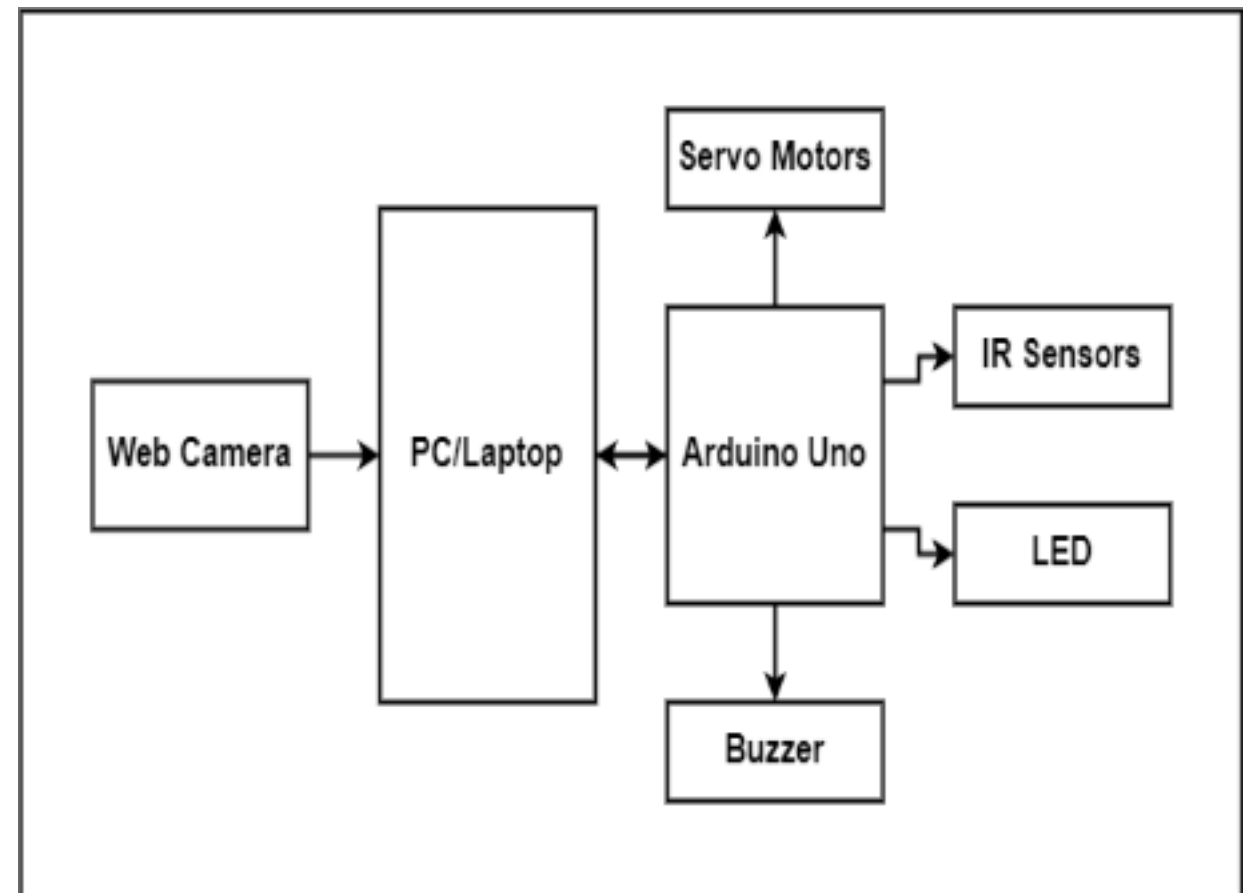 Servo Motors
IR Sensors
Web Camera
PC/Laptop
Arduino Uno
LED
Buzzer